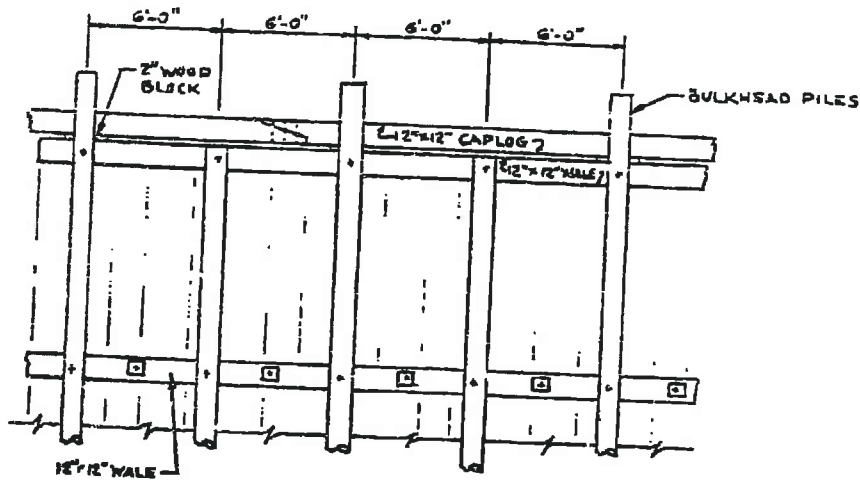 6'-0" 6'-0" 6'-0" 6'-0"
2" WOOD
BLOCK
BULKHEAD PILES
12"x12" CAPLOG
12"x12" WALE
12"x12" WALE